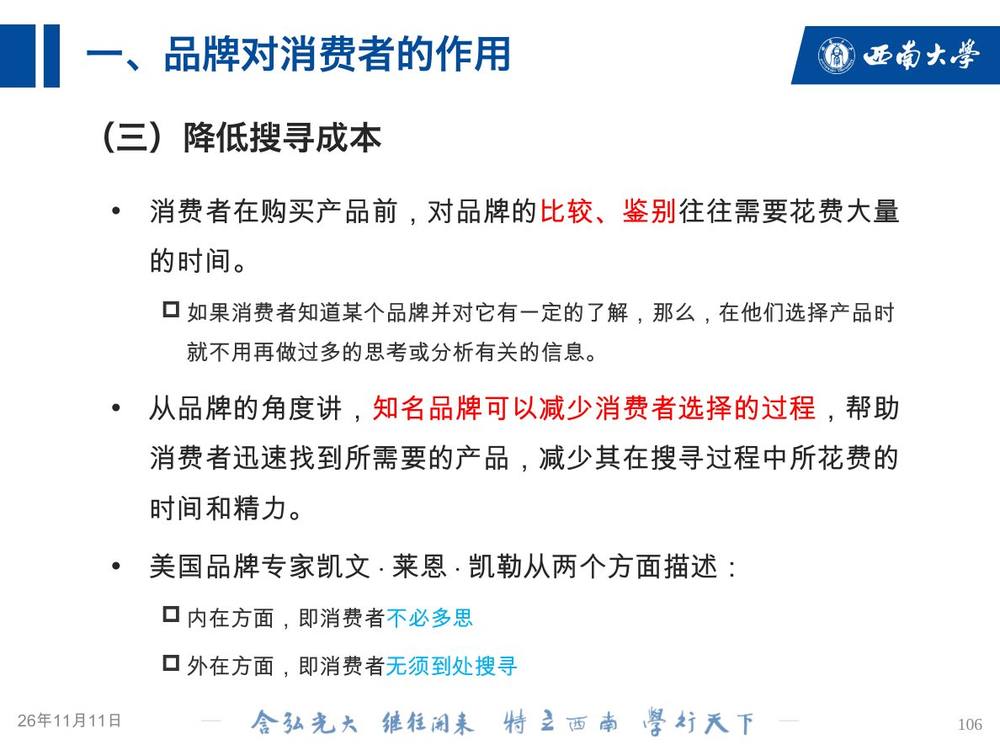 一、品牌对消费者的作用
西南大学
（三）降低搜寻成本
• 消费者在购买产品前，对品牌的比较、鉴别往往需要花费大量
的时间。
如果消费者知道某个品牌并对它有一定的了解，那么，在他们选择产品时
就不用再做过多的思考或分析有关的信息。
• 从品牌的角度讲，知名品牌可以减少消费者选择的过程，帮助
消费者迅速找到所需要的产品，减少其在搜寻过程中所花费的
时间和精力。
• 美国品牌专家凯文·莱恩·凯勒从两个方面描述：
内在方面，即消费者不必多思
外在方面，即消费者无须到处搜寻
26年11月11日
含弘光大 继往开来 特立西南 学行天下
106